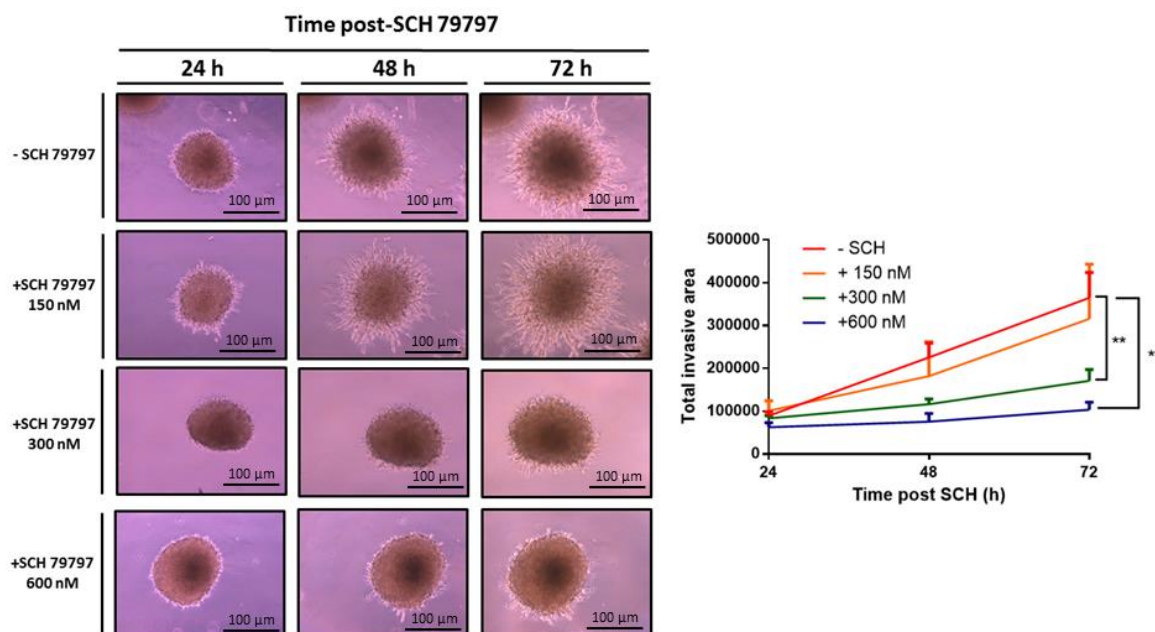 Time post-SCH 79797
24 h
48 h
72 h
- SCH 79797
100 µm
100 µm
100 µm
+SCH 79797
150 nM
100 µm
100 µm
100 µm
+SCH 79797
300 nM
100 µm
100 µm
100 µm
+SCH 79797
600 nM
100 µm
100 µm
100 µm
Total invasive area
500000
400000
300000
200000
100000
0
- SCH
+ 150 nM
+300 nM
+600 nM
**
*
24
48
72
Time post SCH (h)